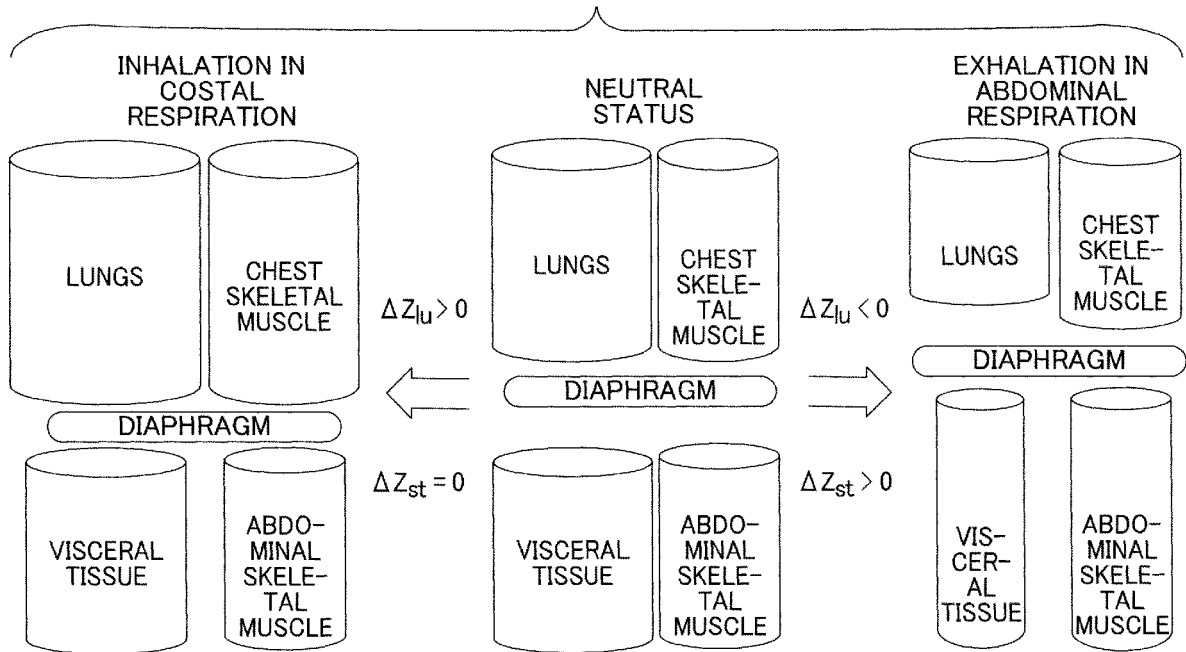 INHALATION IN
COSTAL
RESPIRATION
NEUTRAL
STATUS
EXHALATION IN
ABDOMINAL
RESPIRATION
LUNGS
CHEST
SKELETAL
MUSCLE
ΔZlu > 0
LUNGS
CHEST
SKELE-
TAL
MUSCLE
ΔZlu < 0
LUNGS
CHEST
SKELE-
TAL
MUSCLE
DIAPHRAGM
DIAPHRAGM
DIAPHRAGM
VISCERAL
TISSUE
ABDO-
MINAL
SKELE-
TAL
MUSCLE
ΔZst = 0
VISCERAL
TISSUE
ABDO-
MINAL
SKELE-
TAL
MUSCLE
ΔZst > 0
VIS-
CER-
AL
TISSUE
ABDO-
MINAL
SKELE-
TAL
MUSCLE